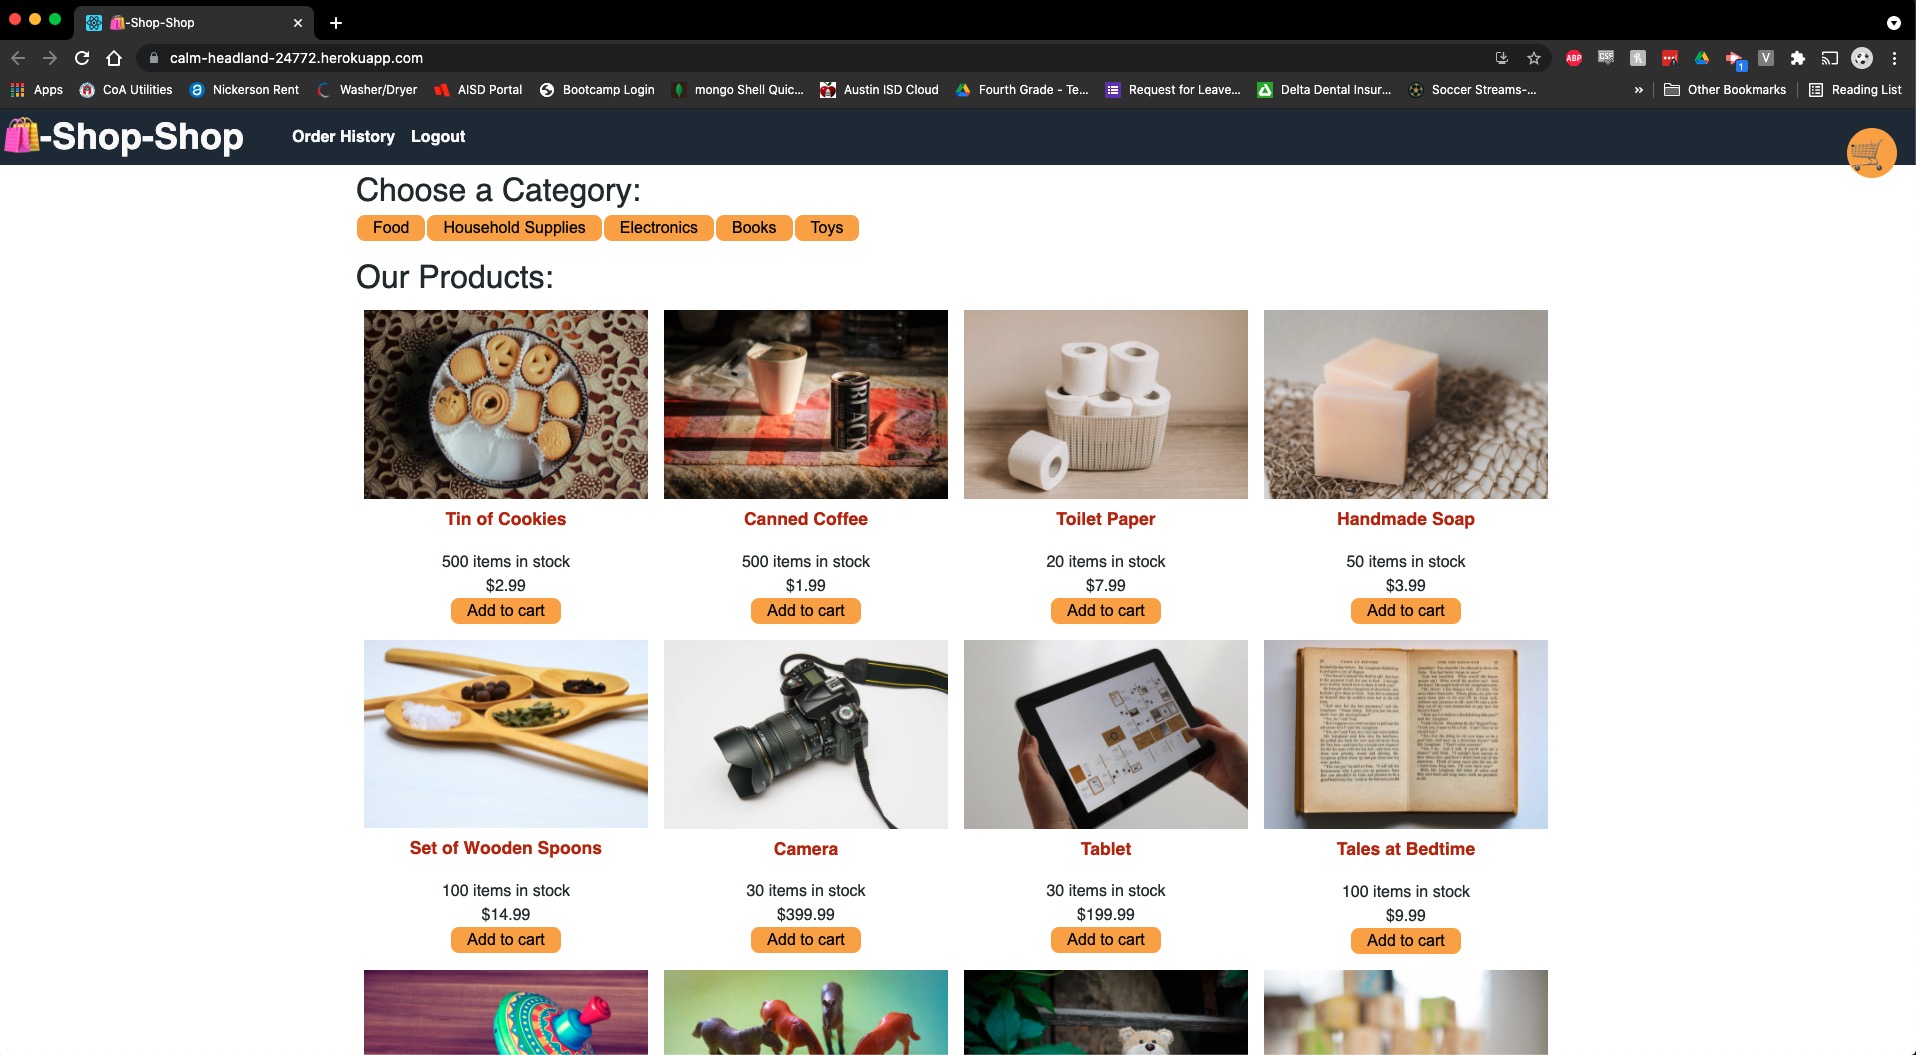 -Shop-Shop
calm-headland-24772.herokuapp.com
ABP
V
1
Apps
CoA Utilities
Nickerson Rent
Washer/Dryer
AISD Portal
Bootcamp Login
mongo Shell Quic...
Austin ISD Cloud
Fourth Grade - Te...
Request for Leave...
Delta Dental Insur...
Soccer Streams-...
»
Other Bookmarks
Reading List
-Shop-Shop
Order History
Logout
Choose a Category:
Food
Household Supplies
Electronics
Books
Toys
Our Products:
BLACK
Tin of Cookies
Canned Coffee
Toilet Paper
Handmade Soap
500 items in stock
500 items in stock
20 items in stock
50 items in stock
$2.99
$1.99
$7.99
$3.99
Add to cart
Add to cart
Add to cart
Add to cart
Set of Wooden Spoons
Camera
Tablet
Tales at Bedtime
100 items in stock
30 items in stock
30 items in stock
100 items in stock
$14.99
$399.99
$199.99
$9.99
Add to cart
Add to cart
Add to cart
Add to cart